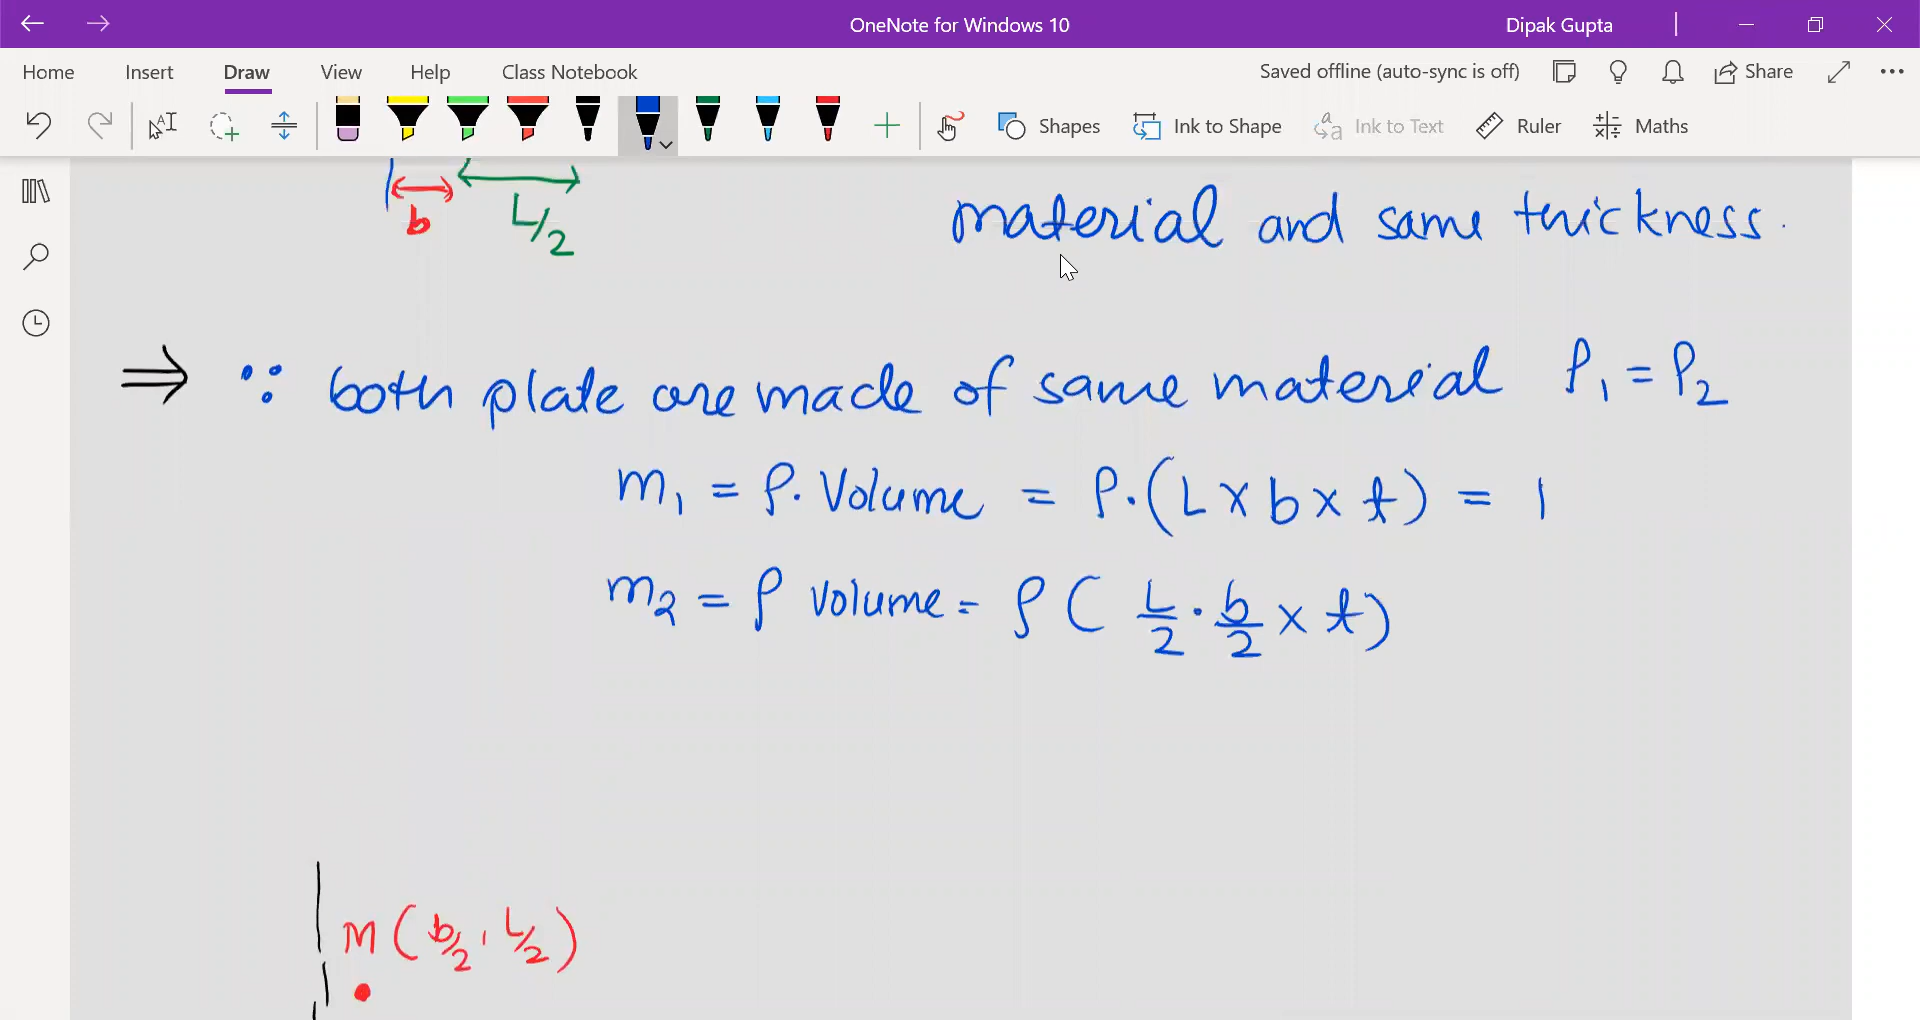 OneNote for Windows 10
Dipak Gupta
Home Insert Draw View Help Class Notebook
Saved offline (auto-sync is off) Share
Shapes Ink to Shape Ink to Text Ruler Maths
b
L/2
material and same thickness.
⇒ ∵ both plate are made of same material ρ₁ = ρ₂
m₁ = ρ. Volume = ρ.(L × b × t) = 1
m₂ = ρ volume = ρ ( L/2 . b/2 × t)
M (b/2, L/2)